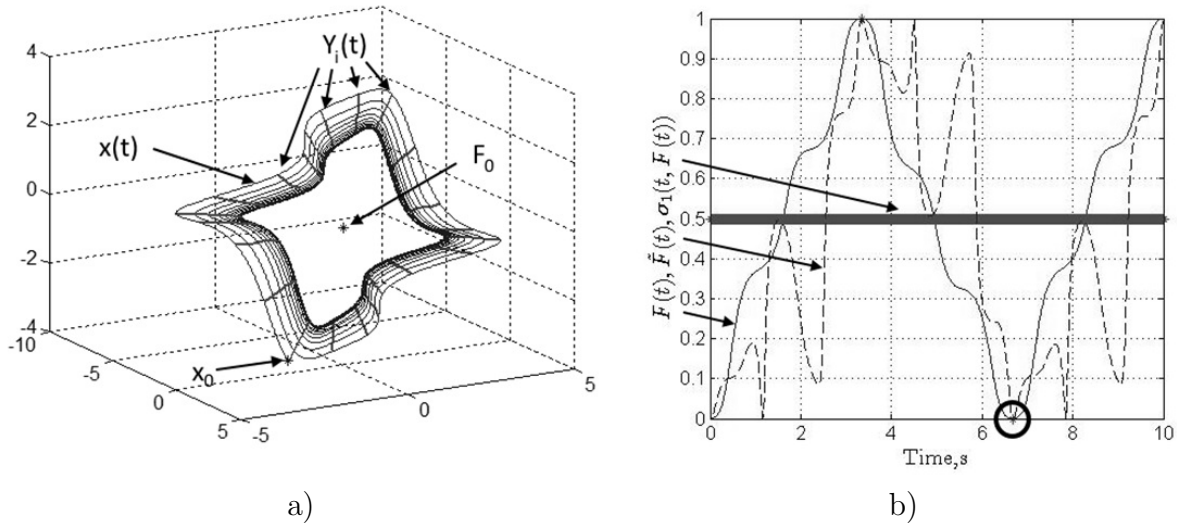 4
2
0
-2
-4
-10
-5
0
5
-5
0
5
Y_i(t)
x(t)
F_0
x_0
a)
1
0.9
0.8
0.7
0.6
0.5
0.4
0.3
0.2
0.1
0
F(t), F̃(t), σ_1(t, F(t))
0 2 4 6 8 10
Time,s
b)